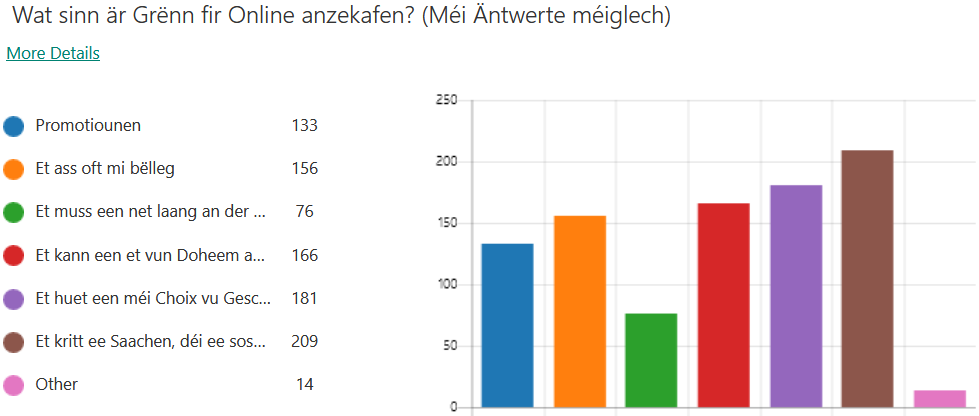 Wat sinn är Grënn fir Online anzekafen? (Méi Äntwerte méiglech)
More Details
Promotiounen 133
Et ass oft mi bëlleg 156
Et muss een net laang an der ... 76
Et kann een et vun Doheem a... 166
Et huet een méi Choix vu Gesc... 181
Et kritt ee Saachen, déi ee sos... 209
Other 14
250
200
150
100
50
0